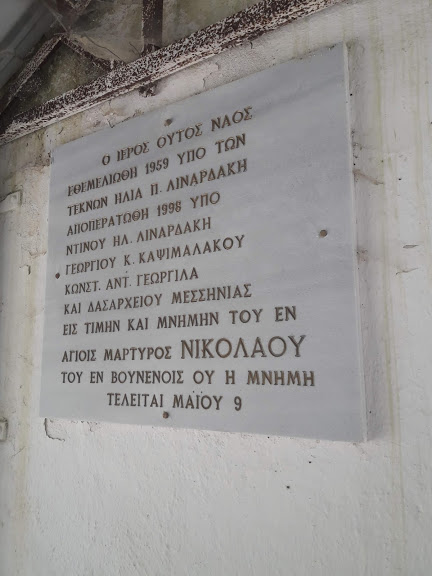 Ο ΙΕΡΟΣ ΟΥΤΟΣ ΝΑΟΣ
ΕΘΕΜΕΛΙΩΘΗ 1959 ΥΠΟ ΤΩΝ
ΤΕΚΝΩΝ ΗΛΙΑ Π. ΛΙΝΑΡΔΑΚΗ
ΑΠΟΠΕΡΑΤΩΘΗ 1998 ΥΠΟ
ΝΤΙΝΟΥ ΗΛ. ΛΙΝΑΡΔΑΚΗ
ΓΕΩΡΓΙΟΥ Κ. ΚΑΨΙΜΑΛΑΚΟΥ
ΚΩΝΣΤ. ΑΝΤ. ΓΕΩΡΓΙΛΑ
ΚΑΙ ΔΑΣΑΡΧΕΙΟΥ ΜΕΣΣΗΝΙΑΣ
ΕΙΣ ΤΙΜΗΝ ΚΑΙ ΜΝΗΜΗΝ ΤΟΥ ΕΝ
ΑΓΙΟΙΣ ΜΑΡΤΥΡΟΣ ΝΙΚΟΛΑΟΥ
ΤΟΥ ΕΝ ΒΟΥΝΕΝΟΙΣ ΟΥ Η ΜΝΗΜΗ
ΤΕΛΕΙΤΑΙ ΜΑΪΟΥ 9